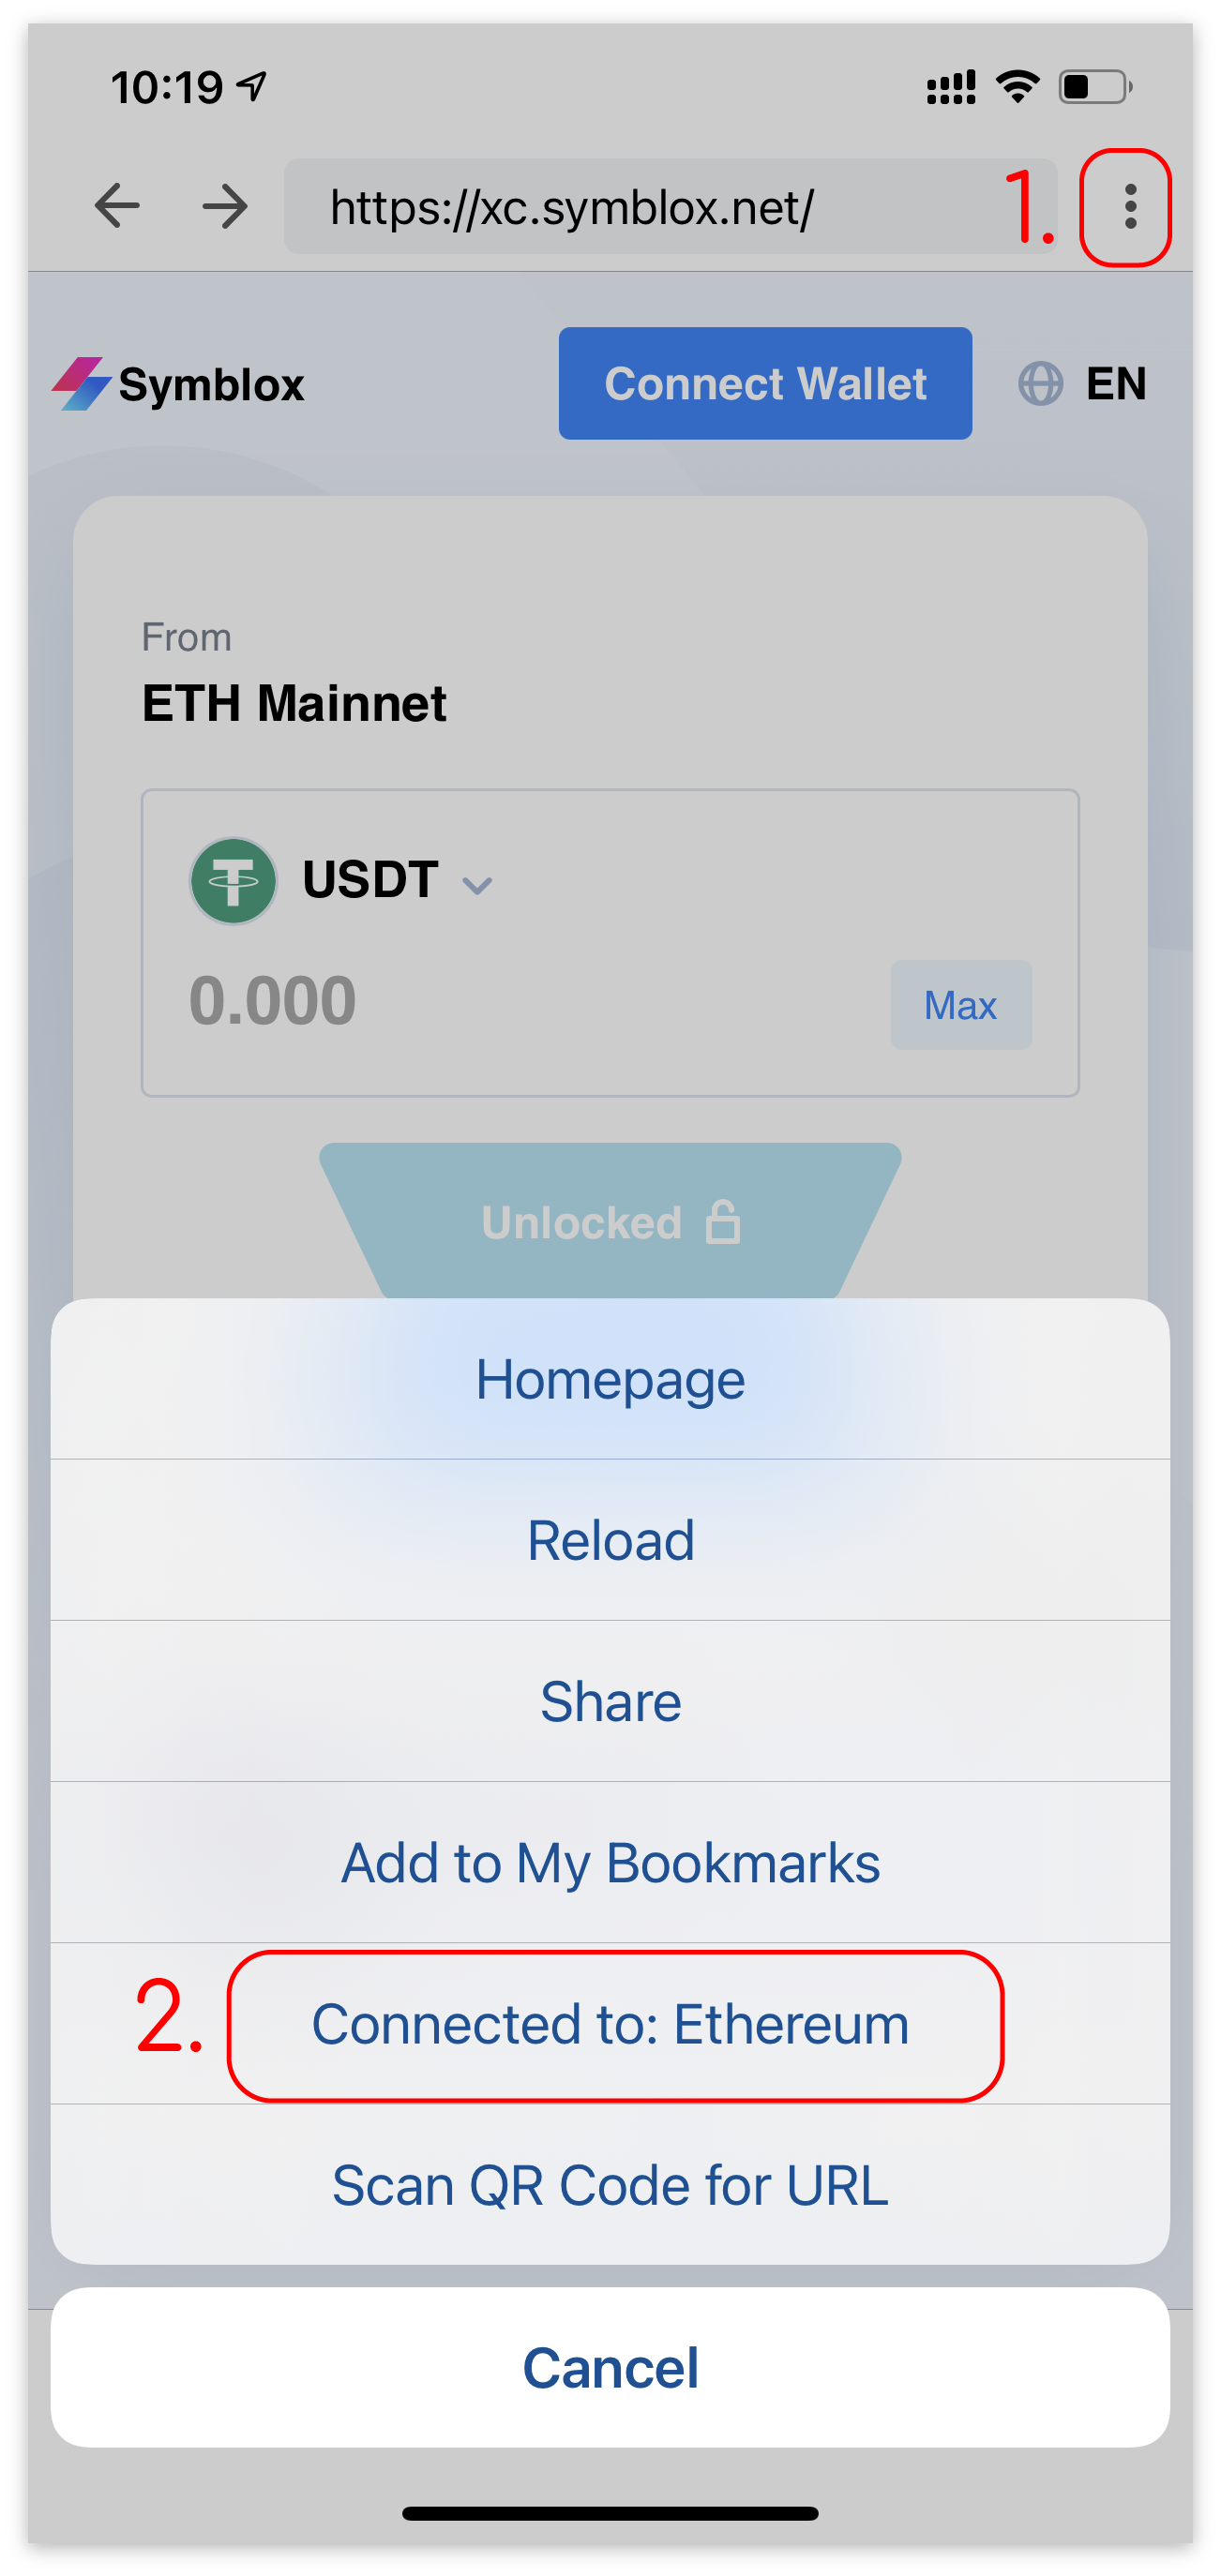 10:19
https://xc.symblox.net/ 1.
Symblox Connect Wallet EN
From
ETH Mainnet
USDT
0.000 Max
Unlocked
Homepage
Reload
Share
Add to My Bookmarks
2. Connected to: Ethereum
Scan QR Code for URL
Cancel